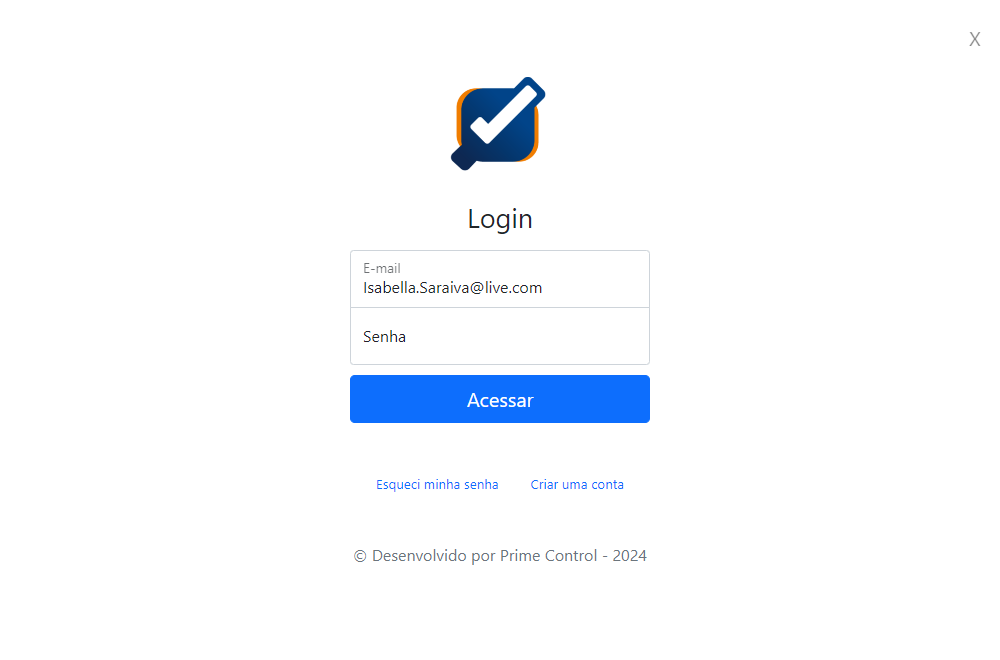 X
Login
E-mail
Isabella.Saraiva@live.com
Senha
Acessar
Esqueci minha senha Criar uma conta
© Desenvolvido por Prime Control - 2024